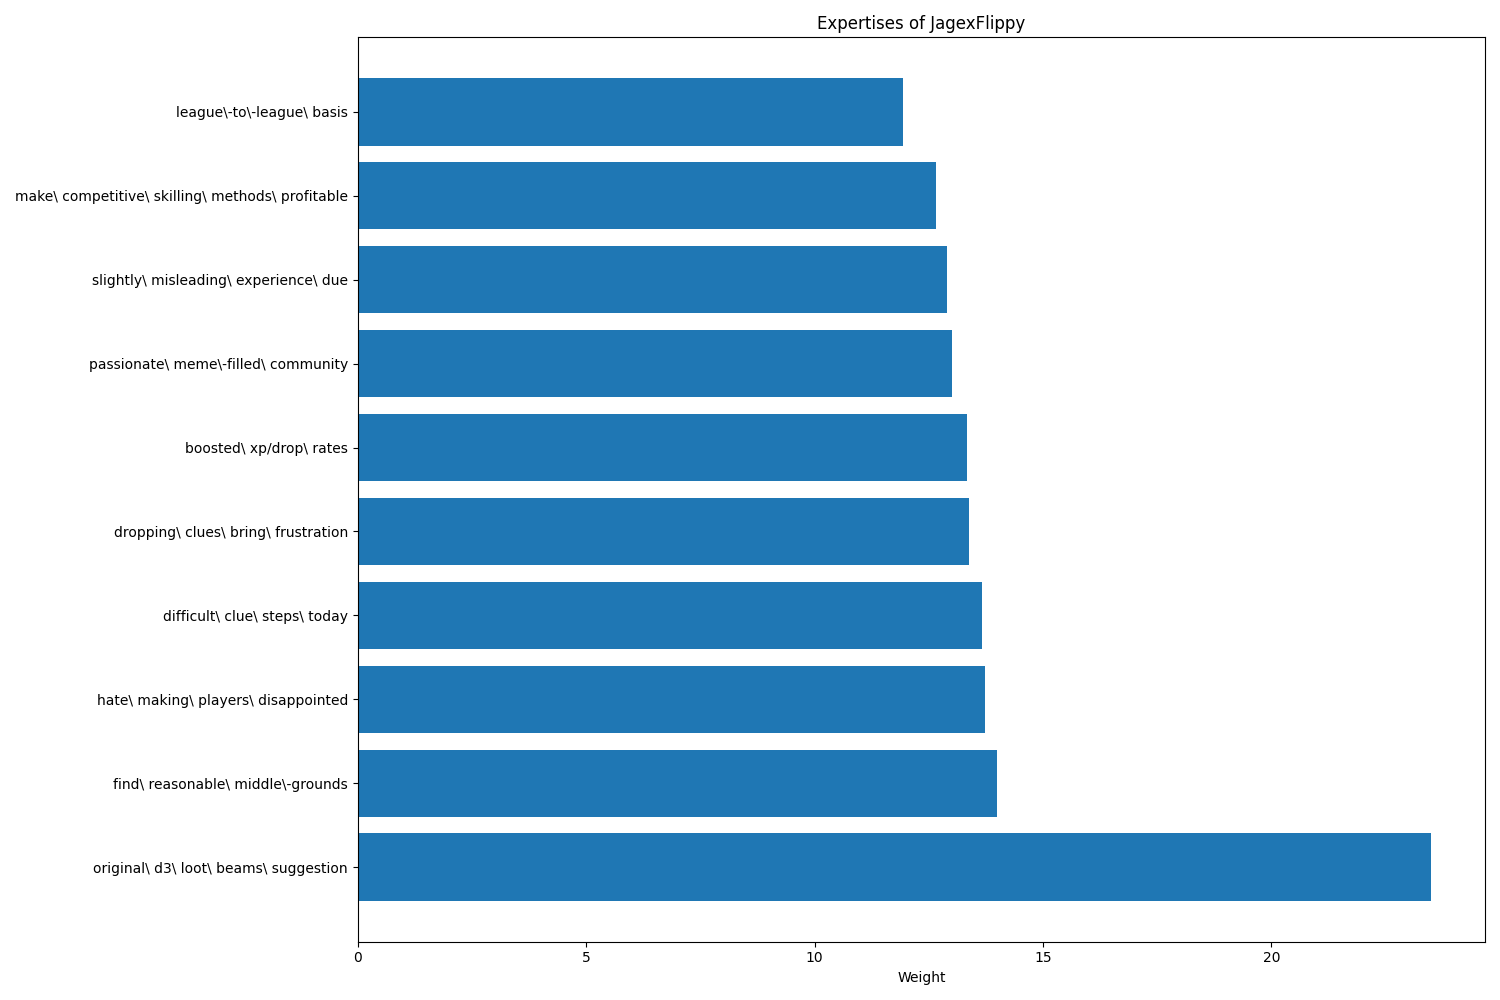 Expertises of JagexFlippy
league\-to\-league\ basis
make\ competitive\ skilling\ methods\ profitable
slightly\ misleading\ experience\ due
passionate\ meme\-filled\ community
boosted\ xp/drop\ rates
dropping\ clues\ bring\ frustration
difficult\ clue\ steps\ today
hate\ making\ players\ disappointed
find\ reasonable\ middle\-grounds
original\ d3\ loot\ beams\ suggestion
0 5 10 15 20
Weight